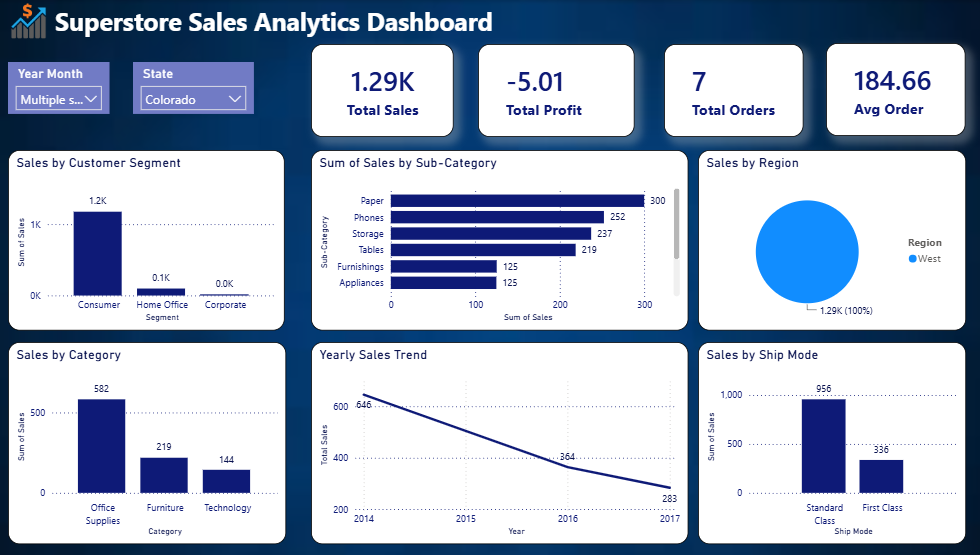 $
Superstore Sales Analytics Dashboard
Year Month
Multiple s...
State
Colorado
1.29K
Total Sales
-5.01
Total Profit
7
Total Orders
184.66
Avg Order
Sales by Customer Segment
Sum of Sales
1K
0K
1.2K
0.1K
0.0K
Consumer Home Office Corporate
Segment
Sum of Sales by Sub-Category
Sub-Category
Paper 300
Phones 252
Storage 237
Tables 219
Furnishings 125
Appliances 125
0 100 200 300
Sum of Sales
Sales by Region
Region
West
1.29K (100%)
Sales by Category
Sum of Sales
500
0
582
219
144
Office Supplies
Furniture
Technology
Category
Yearly Sales Trend
Total Sales
600
400
200
646
364
283
2014 2015 2016 2017
Year
Sales by Ship Mode
Sum of Sales
1,000
500
0
956
336
Standard Class
First Class
Ship Mode